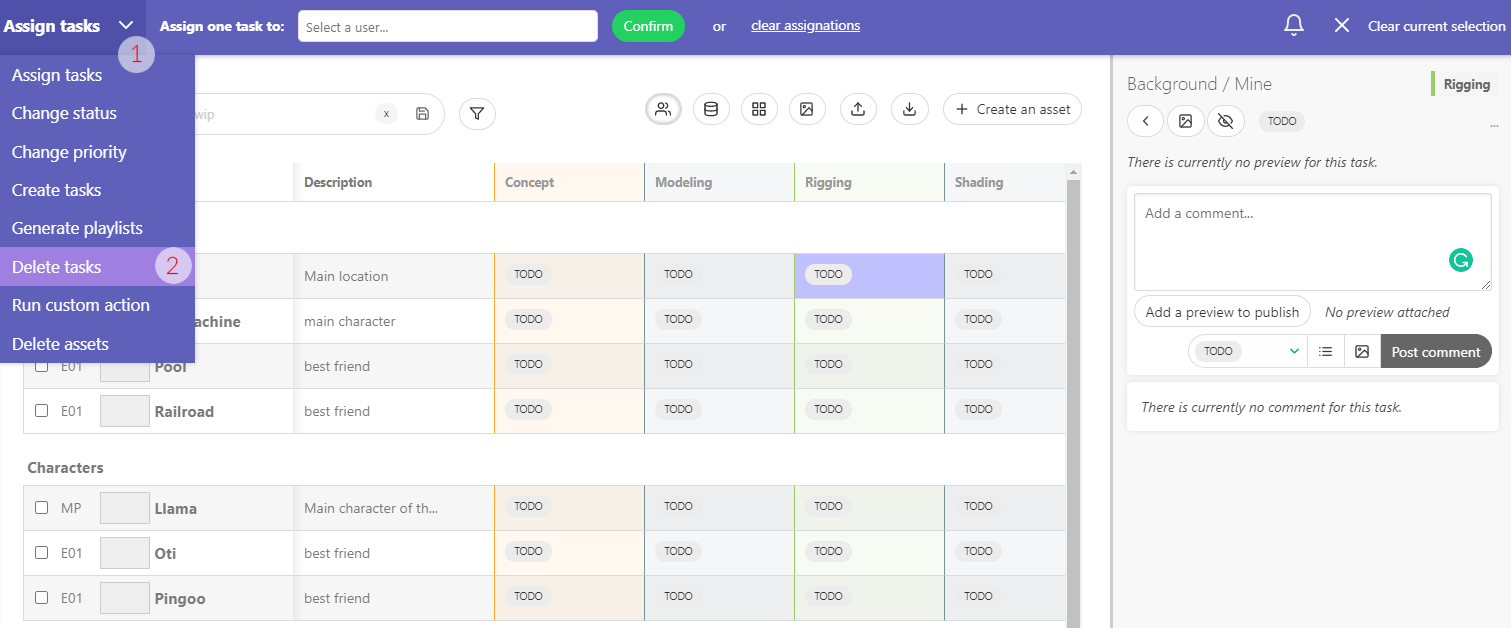 Assign tasks
Assign one task to:
Select a user...
Confirm
or
clear assignations
Clear current selection
1
Assign tasks
Change status
Change priority
Create tasks
Generate playlists
Delete tasks
2
Run custom action
Delete assets
wip
x
Create an asset
Description
Concept
Modeling
Rigging
Shading
Main location
TODO
TODO
TODO
TODO
achine
main character
TODO
TODO
TODO
TODO
E01
Pool
best friend
TODO
TODO
TODO
TODO
E01
Railroad
best friend
TODO
TODO
TODO
TODO
Characters
MP
Llama
Main character of th...
TODO
TODO
TODO
TODO
E01
Oti
best friend
TODO
TODO
TODO
TODO
E01
Pingoo
best friend
TODO
TODO
TODO
TODO
Background / Mine
Rigging
TODO
...
There is currently no preview for this task.
Add a comment...
Add a preview to publish
No preview attached
TODO
Post comment
There is currently no comment for this task.